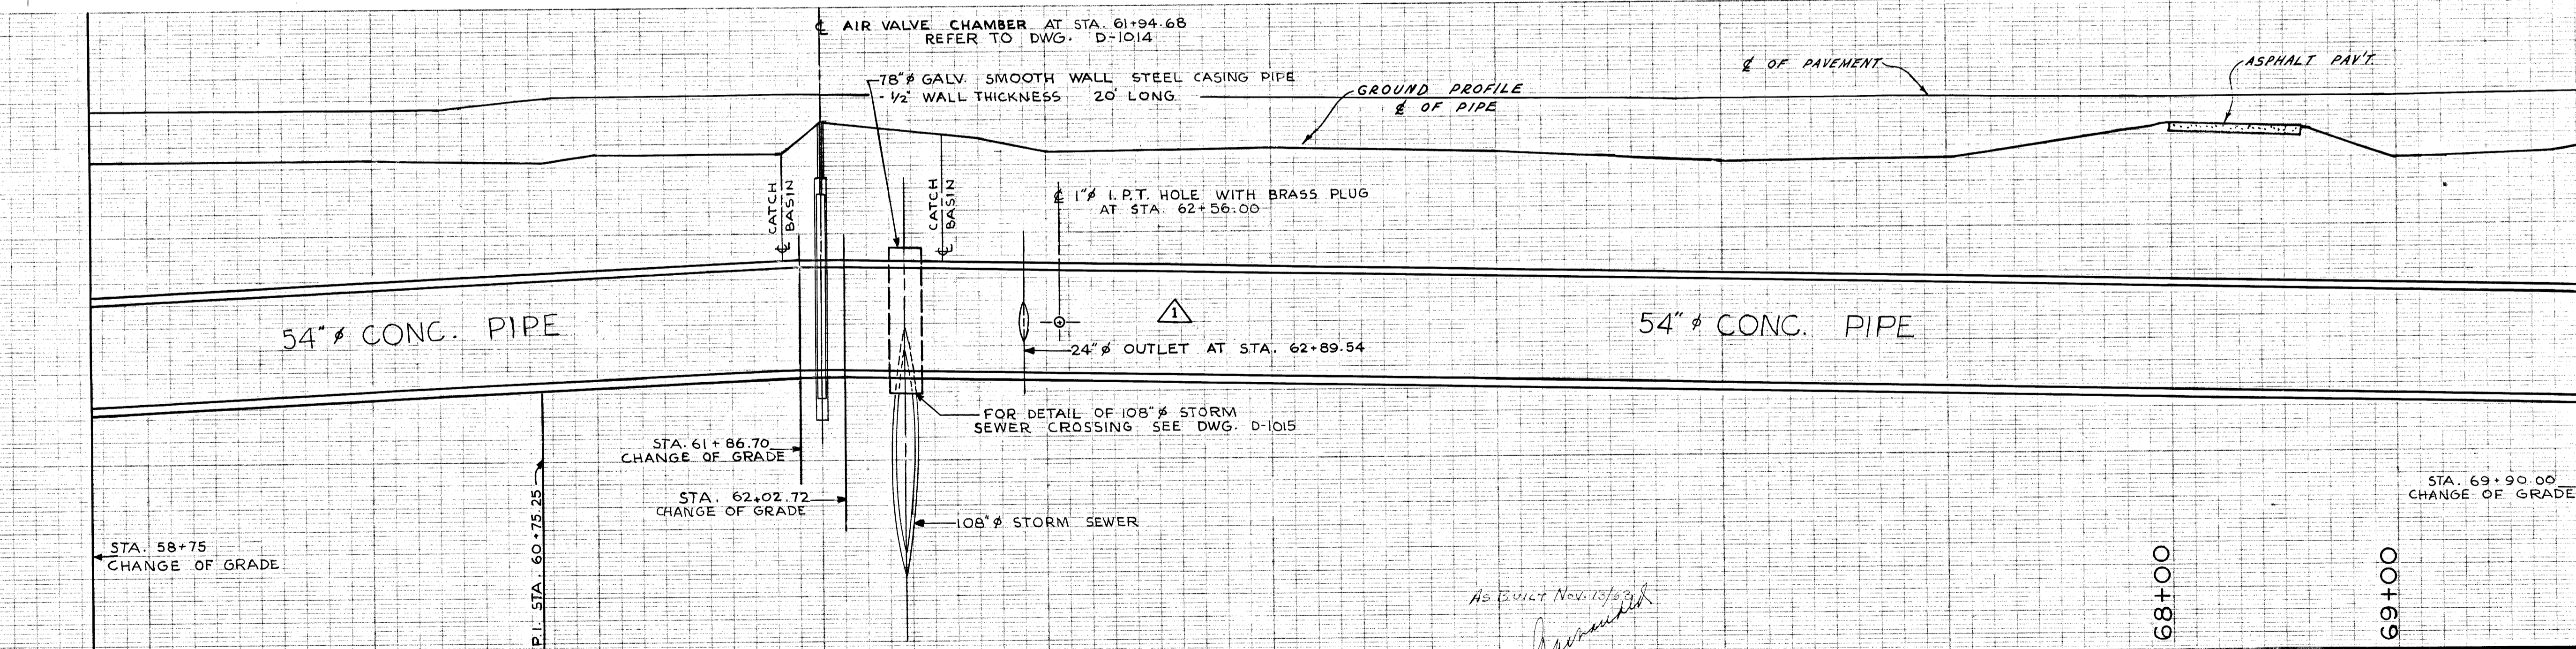 ℄ AIR VALVE CHAMBER AT STA. 61+94.68
REFER TO DWG. D-1014
78"ø GALV. SMOOTH WALL STEEL CASING PIPE
- 1/2" WALL THICKNESS 20' LONG
GROUND PROFILE
℄ OF PIPE
℄ OF PAVEMENT
ASPHALT PAV'T.
℄ CATCH
BASIN
℄ CATCH
BASIN
℄ 1"ø I.P.T. HOLE WITH BRASS PLUG
AT STA. 62+56.00
54"ø CONC. PIPE
1
54"ø CONC. PIPE
24"ø OUTLET AT STA. 62+89.54
FOR DETAIL OF 108"ø STORM
SEWER CROSSING SEE DWG. D-1015
STA. 61+86.70
CHANGE OF GRADE
STA. 62+02.72
CHANGE OF GRADE
108"ø STORM SEWER
STA. 58+75
CHANGE OF GRADE
P.I. STA. 60+75.25
STA. 69+90.00
CHANGE OF GRADE
AS BUILT NOV. 13/63
68+00
69+00